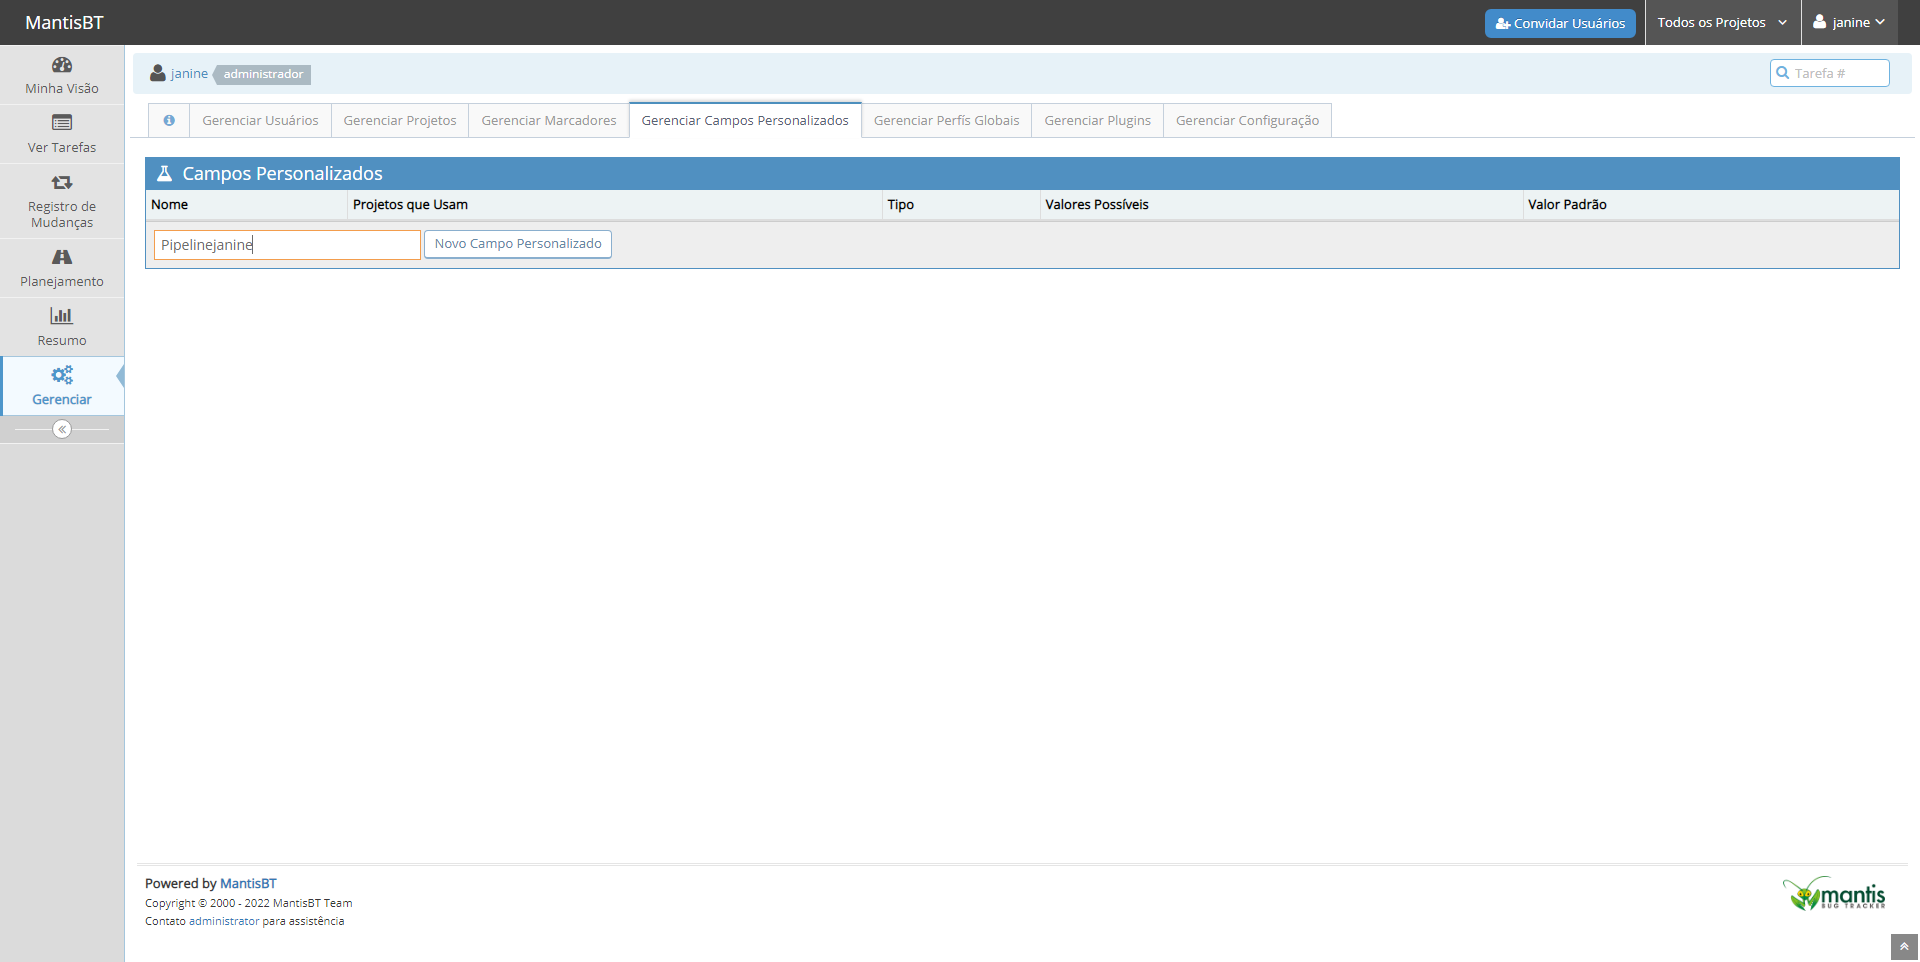 MantisBT
Convidar Usuários
Todos os Projetos
janine
Minha Visão
Ver Tarefas
Registro de
Mudanças
Planejamento
Resumo
Gerenciar
janine administrador
Tarefa #
Gerenciar Usuários
Gerenciar Projetos
Gerenciar Marcadores
Gerenciar Campos Personalizados
Gerenciar Perfís Globais
Gerenciar Plugins
Gerenciar Configuração
Campos Personalizados
Nome
Projetos que Usam
Tipo
Valores Possíveis
Valor Padrão
Pipelinejanine
Novo Campo Personalizado
Powered by MantisBT
Copyright © 2000 - 2022 MantisBT Team
Contato administrator para assistência
mantis
BUG TRACKER